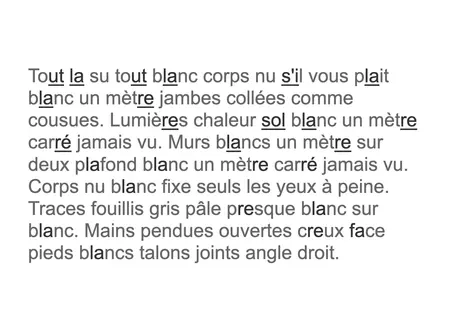 Tout la su tout blanc corps nu s'il vous plait
blanc un mètre jambes collées comme
cousues. Lumières chaleur sol blanc un mètre
carré jamais vu. Murs blancs un mètre sur
deux plafond blanc un mètre carré jamais vu.
Corps nu blanc fixe seuls les yeux à peine.
Traces fouillis gris pâle presque blanc sur
blanc. Mains pendues ouvertes creux face
pieds blancs talons joints angle droit.